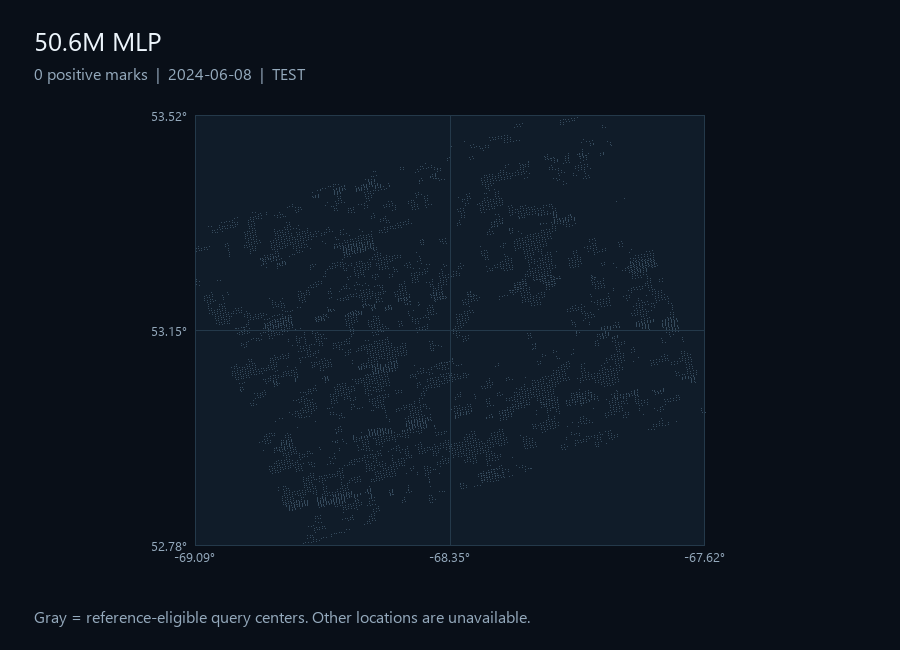 50.6M MLP
0 positive marks | 2024-06-08 | TEST
53.52°
53.15°
52.78°
-69.09° -68.35° -67.62°
Gray = reference-eligible query centers. Other locations are unavailable.